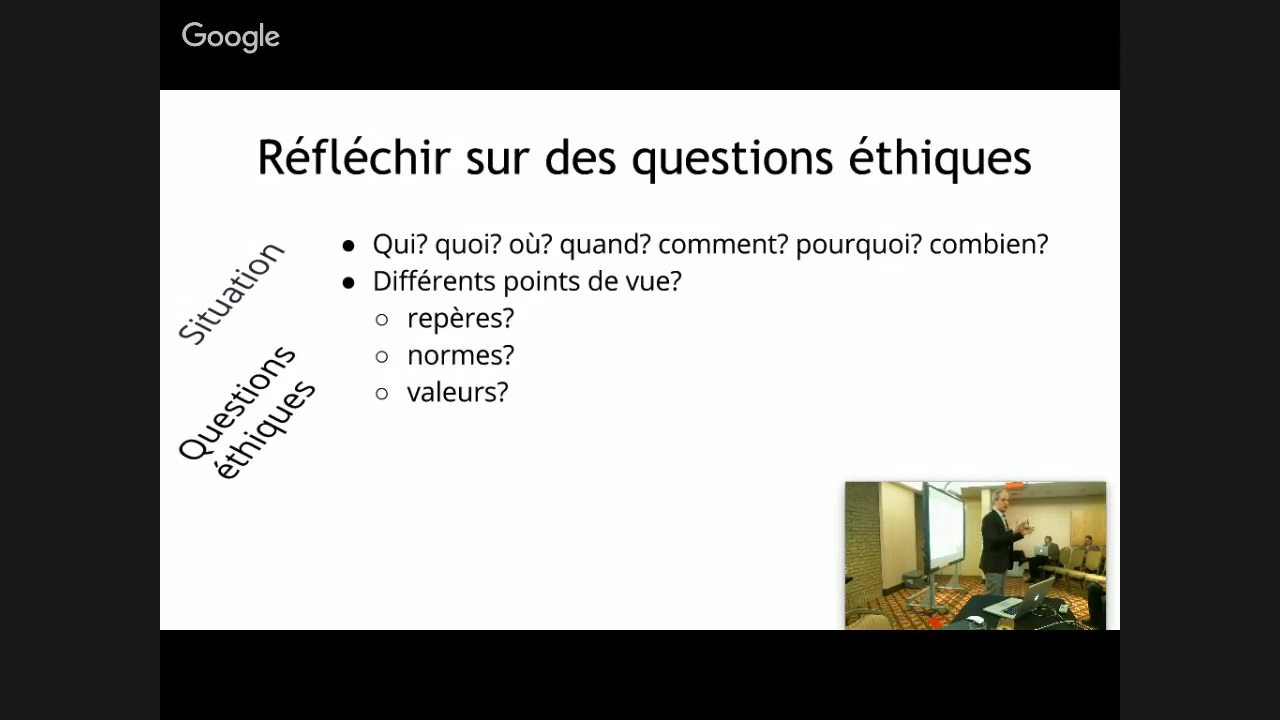 Google
Réfléchir sur des questions éthiques
Situation
● Qui? quoi? où? quand? comment? pourquoi? combien?
● Différents points de vue?
○ repères?
○ normes?
○ valeurs?
Questions
éthiques